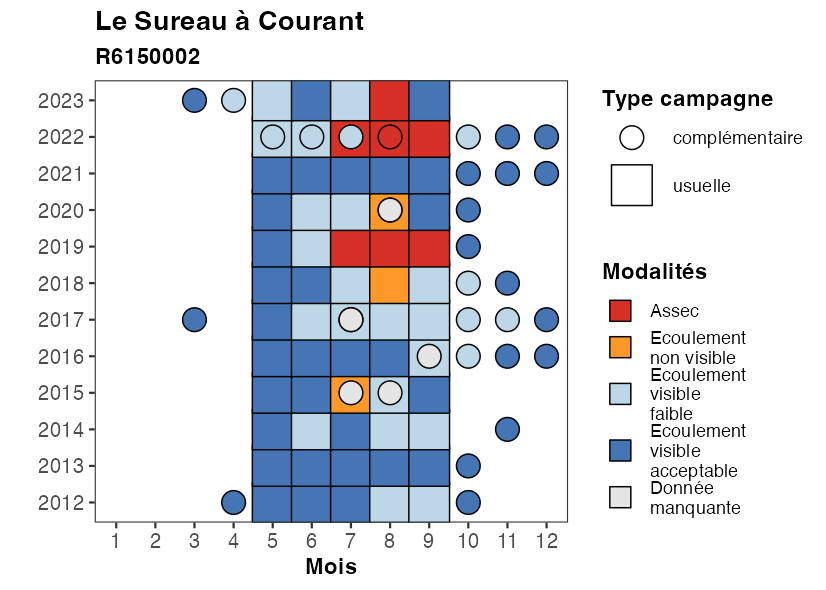 Le Sureau à Courant
R6150002
2023
2022
2021
2020
2019
2018
2017
2016
2015
2014
2013
2012
1 2 3 4 5 6 7 8 9 10 11 12
Mois
Type campagne
complémentaire
usuelle
Modalités
Assec
Ecoulement
non visible
Ecoulement
visible
faible
Ecoulement
visible
acceptable
Donnée
manquante